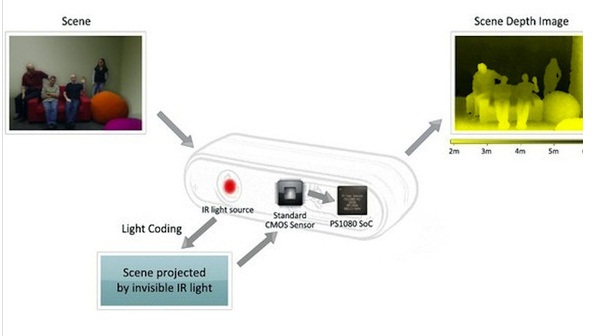 Scene
Scene Depth Image
2m 3m 4m 5m
IR light source
Standard
CMOS Sensor
PS1080 SoC
Light Coding
Scene projected
by invisible IR light